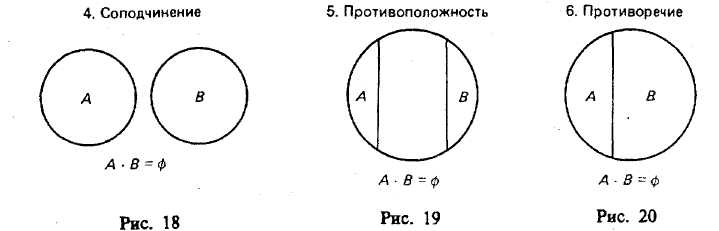 4. Соподчинение
A
B
A · B = ϕ
Рис. 18
5. Противоположность
A
B
A · B = ϕ
Рис. 19
6. Противоречие
A
B
A · B = ϕ
Рис. 20